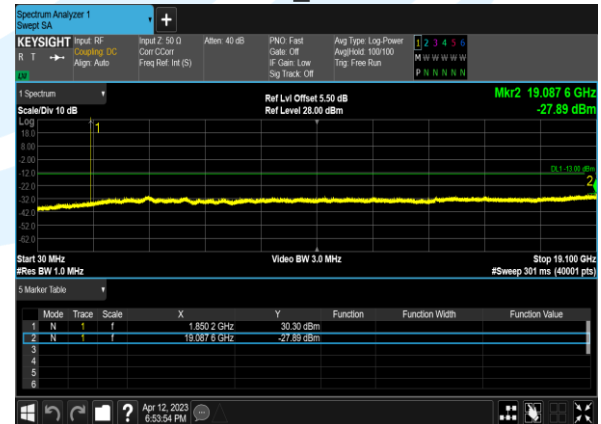 Spectrum Analyzer 1
Swept SA
+
KEYSIGHT
R T
LXI
Input: RF
Coupling: DC
Align: Auto
Input Z: 50 Ω
Corr CCorr
Freq Ref: Int (S)
Atten: 40 dB
PNO: Fast
Gate: Off
IF Gain: Low
Sig Track: Off
Avg Type: Log-Power
Avg|Hold: 100/100
Trig: Free Run
1 2 3 4 5 6
M W W W W W
P N N N N N
1 Spectrum
Scale/Div 10 dB
Ref Lvl Offset 5.50 dB
Ref Level 28.00 dBm
Mkr2 19.087 6 GHz
-27.89 dBm
Log
18.0
8.00
-2.00
-12.0
-22.0
-32.0
-42.0
-52.0
-62.0
1
DL1 -13.00 dBm
2
Start 30 MHz
#Res BW 1.0 MHz
Video BW 3.0 MHz
Stop 19.100 GHz
#Sweep 301 ms (40001 pts)
5 Marker Table
Mode Trace Scale X Y Function Function Width Function Value
1 N 1 f 1.850 2 GHz 30.30 dBm
2 N 1 f 19.087 6 GHz -27.89 dBm
3
4
5
6
?
Apr 12, 2023
6:53:54 PM